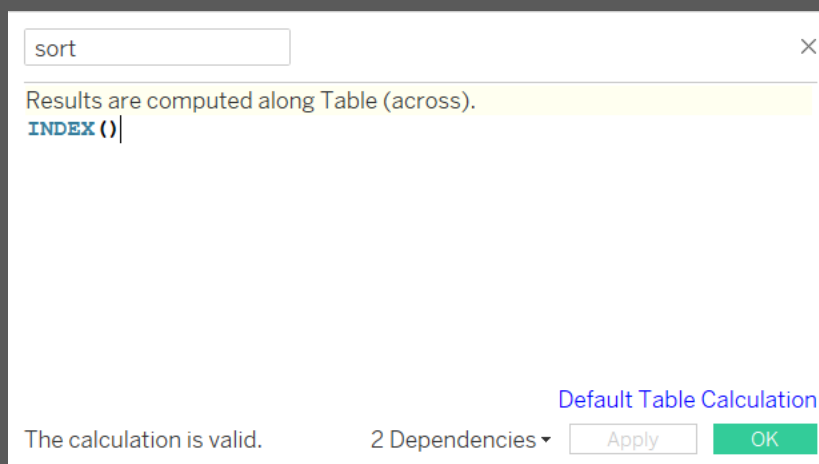 sort
Results are computed along Table (across).
INDEX()
Default Table Calculation
The calculation is valid. 2 Dependencies Apply OK